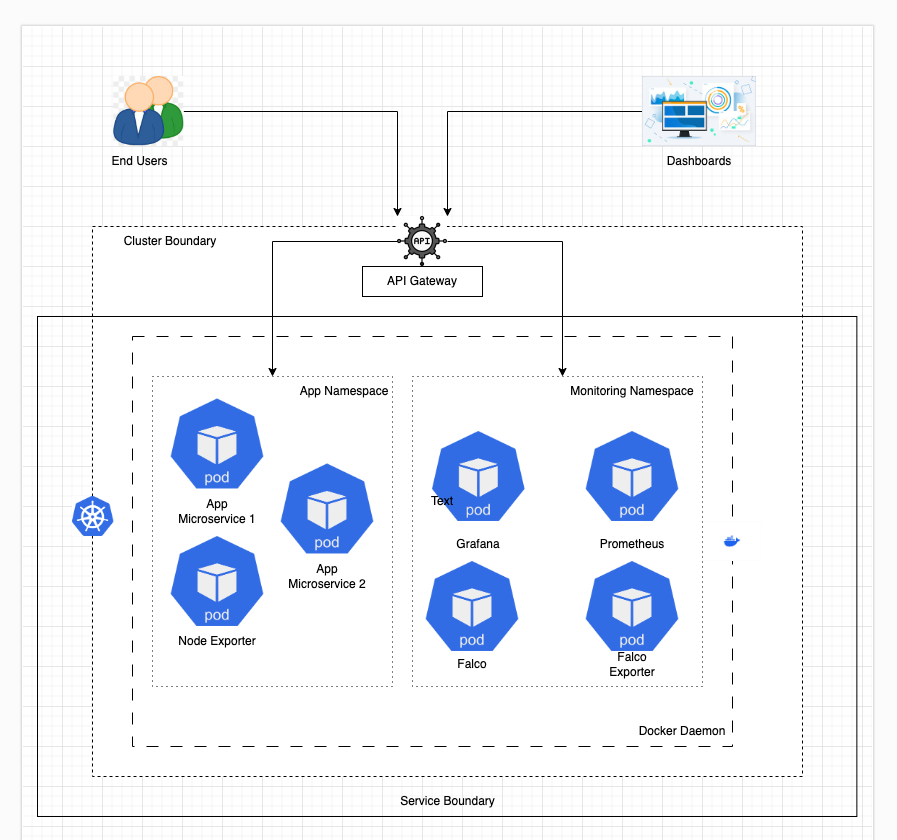 End Users
Dashboards
Cluster Boundary
API
API Gateway
App Namespace
Monitoring Namespace
pod
App
Microservice 1
pod
App
Microservice 2
pod
Node Exporter
Text
pod
Grafana
pod
Prometheus
pod
Falco
pod
Falco
Exporter
Docker Daemon
Service Boundary